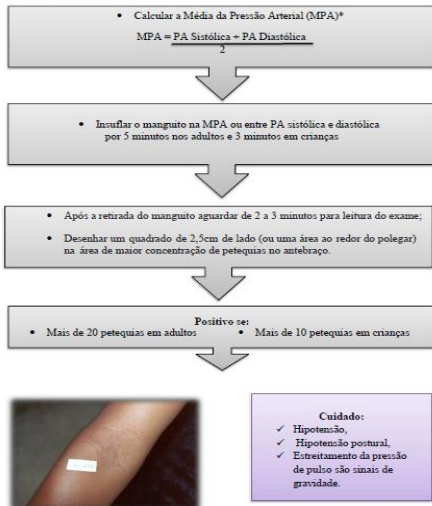 • Calcular a Média da Pressão Arterial (MPA)*
MPA = PA Sistólica + PA Diastólica
2
• Insuflar o manguito na MPA ou entre PA sistólica e diastólica
por 5 minutos nos adultos e 3 minutos em crianças
• Após a retirada do manguito aguardar de 2 a 3 minutos para leitura do exame;
• Desenhar um quadrado de 2,5cm de lado (ou uma área ao redor do polegar)
na área de maior concentração de petequias no antebraço.
Positivo se:
• Mais de 20 petequias em adultos • Mais de 10 petequias em crianças
Cuidado:
✓ Hipotensão,
✓ Hipotensão postural,
✓ Estreitamento da pressão
de pulso são sinais de
gravidade.